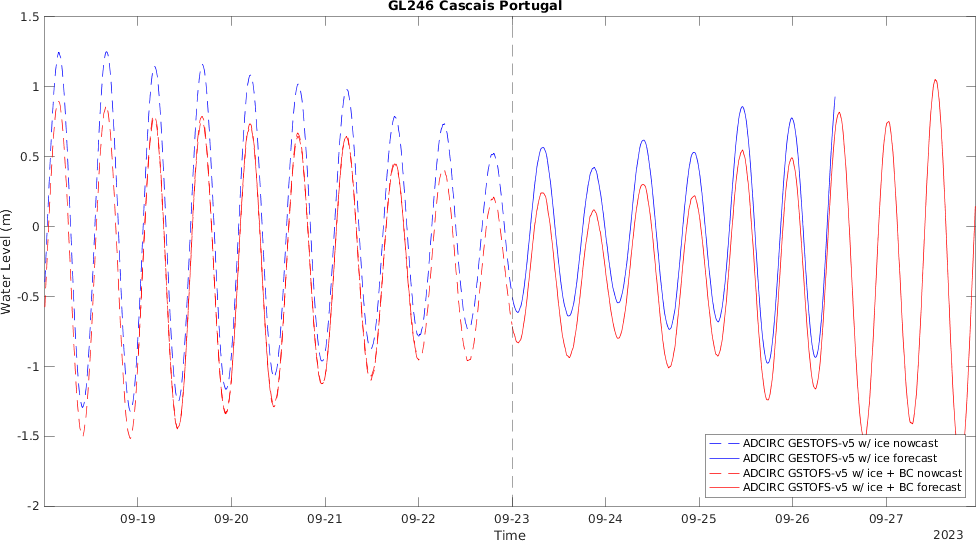 GL246 Cascais Portugal
1.5
1
0.5
0
-0.5
-1
-1.5
-2
Water Level (m)
09-19 09-20 09-21 09-22 09-23 09-24 09-25 09-26 09-27
Time
2023
ADCIRC GESTOFS-v5 w/ ice nowcast
ADCIRC GESTOFS-v5 w/ ice forecast
ADCIRC GSTOFS-v5 w/ ice + BC nowcast
ADCIRC GSTOFS-v5 w/ ice + BC forecast